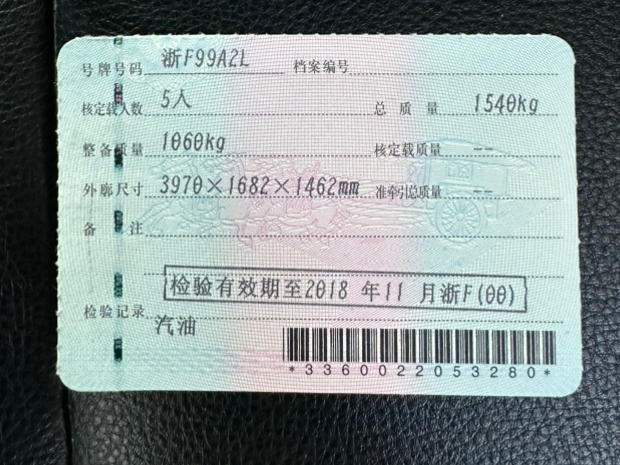 号牌号码 浙F99A2L 档案编号
核定载人数 5人 总质量 1540kg
整备质量 1060kg 核定载质量 --
外廓尺寸 3970×1682×1462mm 准牵引总质量 --
备注
检验有效期至2018 年11 月浙F(00)
检验记录
汽油
*3360022053280*